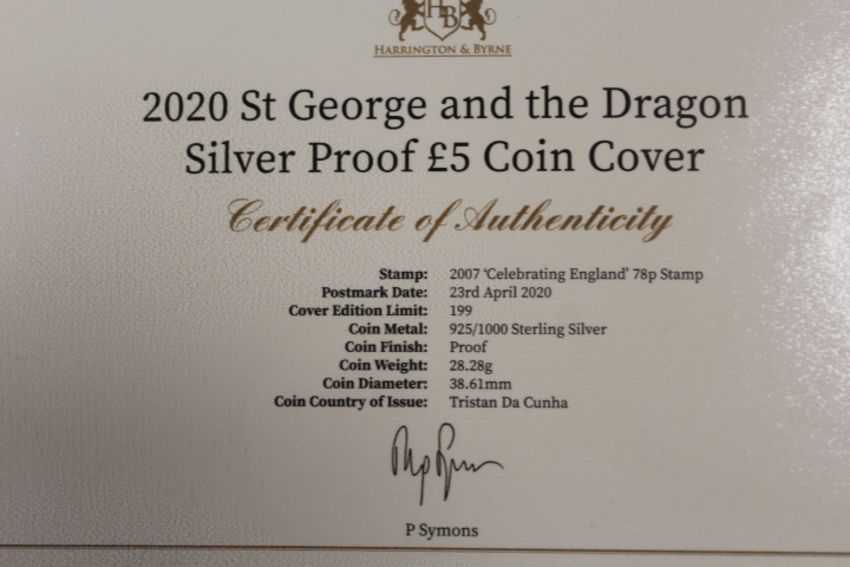 HB
HARRINGTON & BYRNE
2020 St George and the Dragon
Silver Proof £5 Coin Cover
Certificate of Authenticity
Stamp: 2007 ‘Celebrating England’ 78p Stamp
Postmark Date: 23rd April 2020
Cover Edition Limit: 199
Coin Metal: 925/1000 Sterling Silver
Coin Finish: Proof
Coin Weight: 28.28g
Coin Diameter: 38.61mm
Coin Country of Issue: Tristan Da Cunha
P Symons